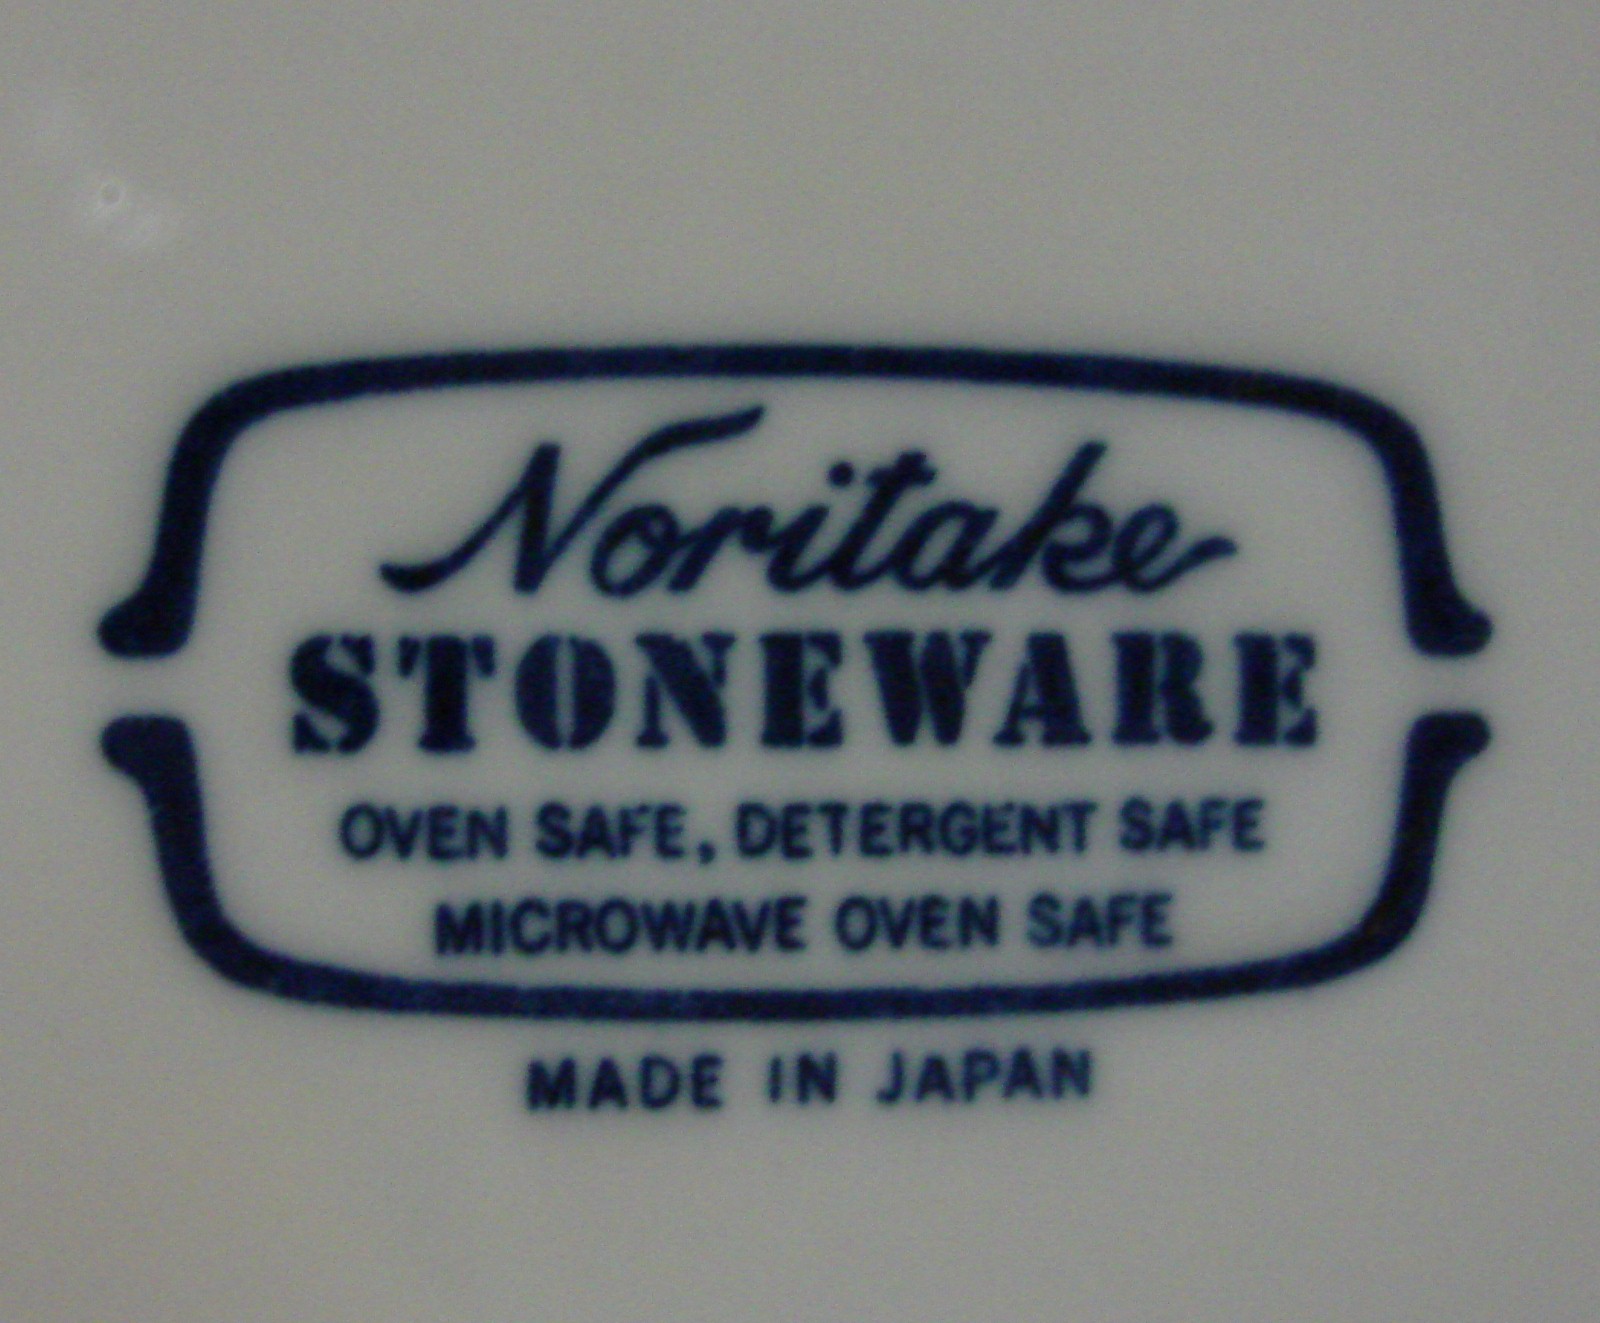 Noritake
STONEWARE
OVEN SAFE, DETERGENT SAFE
MICROWAVE OVEN SAFE
MADE IN JAPAN